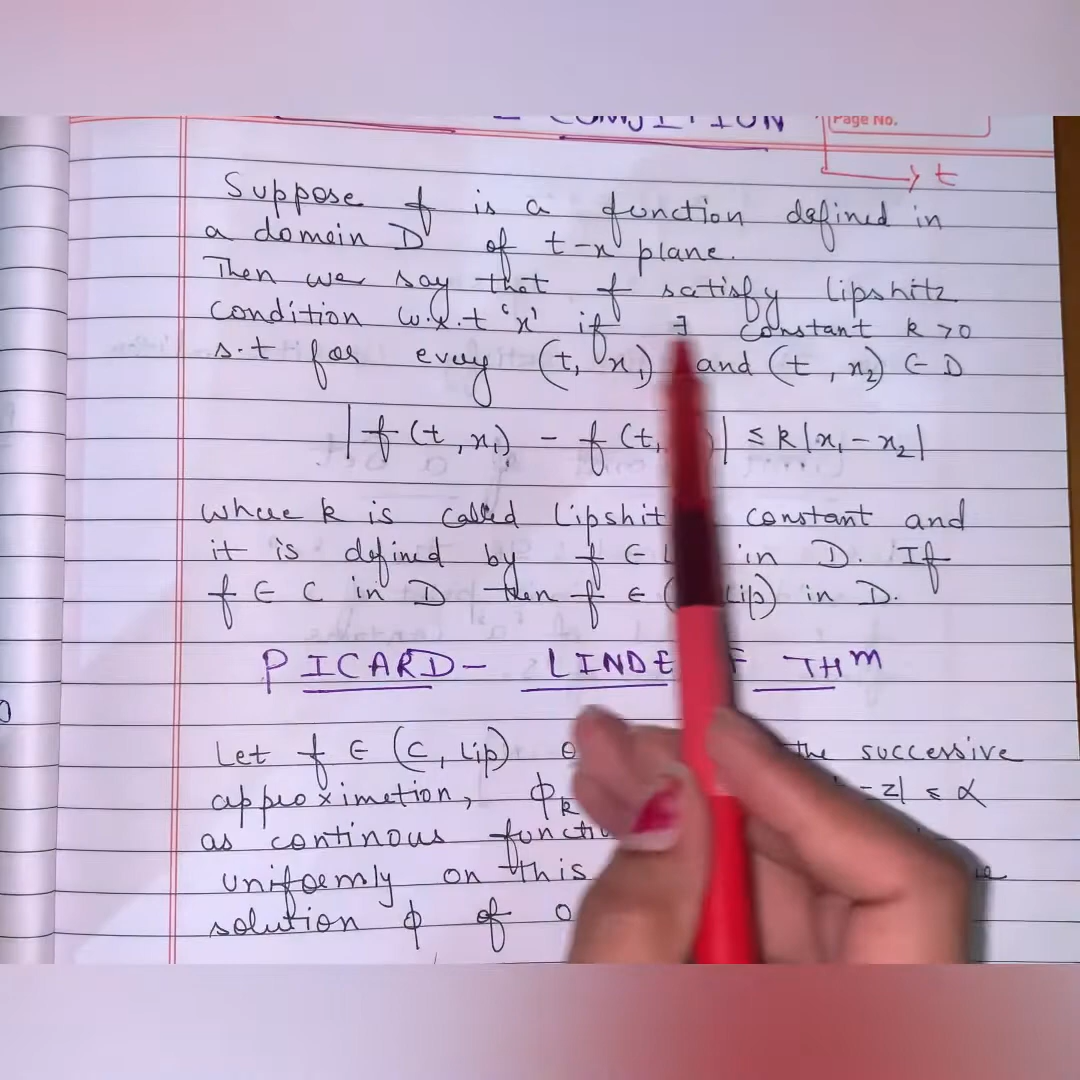 CONDITION
Page No.
t
Suppose f is a function defined in
a domein D of t-x plane.
Then we say that f satisfy Lipshitz
Condition w.r.t 'x' if ∃ constant k >0
s.t for every (t, x₁) and (t, x₂) ∈ D
|f(t, x₁) - f(t, )| ≤ k|x₁ - x₂|
where k is called Lipshit constant and
it is defined by f ∈ L in D. If
f ∈ C in D then f ∈ ( Lip) in D.
PICARD- LINDE F THᵐ
Let f ∈ (C, Lip) the successive
approximetion, ϕₖ - z| ≤ α
as continous functi
uniformly on this
solution ϕ of